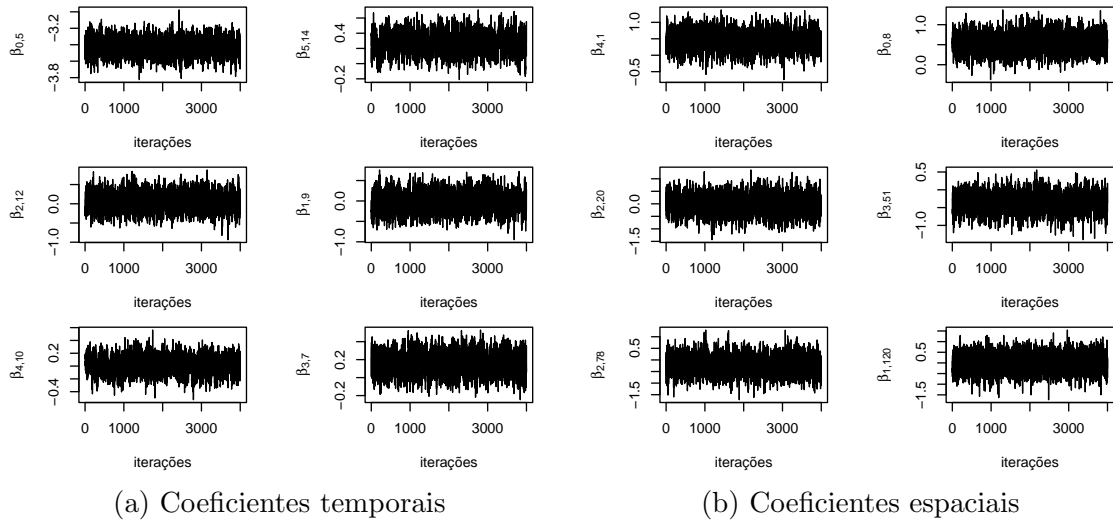 β0,5
−3.8
−3.2
0
1000
3000
iterações
β5,14
−0.2
0.4
0
1000
3000
iterações
β2,12
−1.0
0.0
0
1000
3000
iterações
β1,9
−1.0
0.0
0
1000
3000
iterações
β4,10
−0.4
0.2
0
1000
3000
iterações
β3,7
−0.2
0.2
0
1000
3000
iterações
(a) Coeficientes temporais
β4,1
−0.5
1.0
0
1000
3000
iterações
β0,8
0.0
1.0
0
1000
3000
iterações
β2,20
−1.5
0.0
0
1000
3000
iterações
β3,51
−1.0
0.5
0
1000
3000
iterações
β2,78
−1.5
0.5
0
1000
3000
iterações
β1,120
−1.5
0.5
0
1000
3000
iterações
(b) Coeficientes espaciais